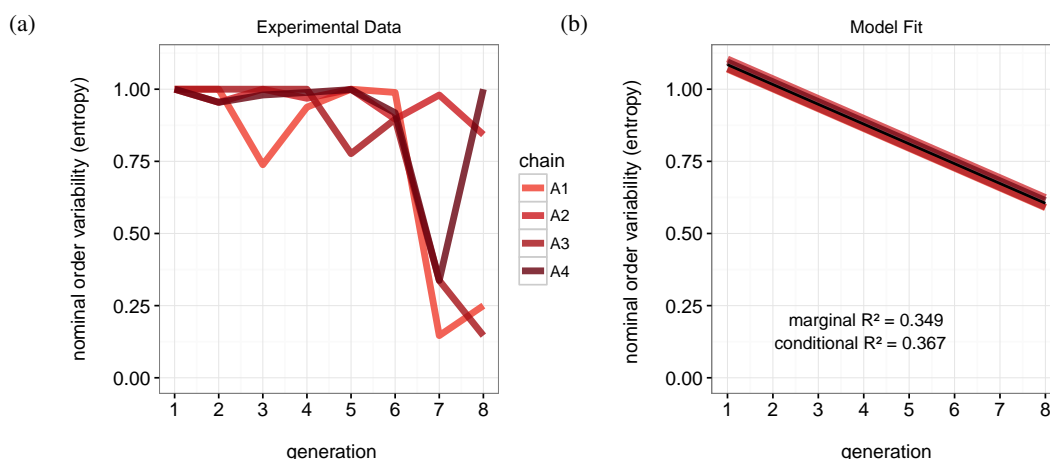 (a)
Experimental Data
nominal order variability (entropy)
1.00
0.75
0.50
0.25
0.00
1 2 3 4 5 6 7 8
generation
chain
A1
A2
A3
A4
(b)
Model Fit
nominal order variability (entropy)
1.00
0.75
0.50
0.25
0.00
marginal R² = 0.349
conditional R² = 0.367
1 2 3 4 5 6 7 8
generation